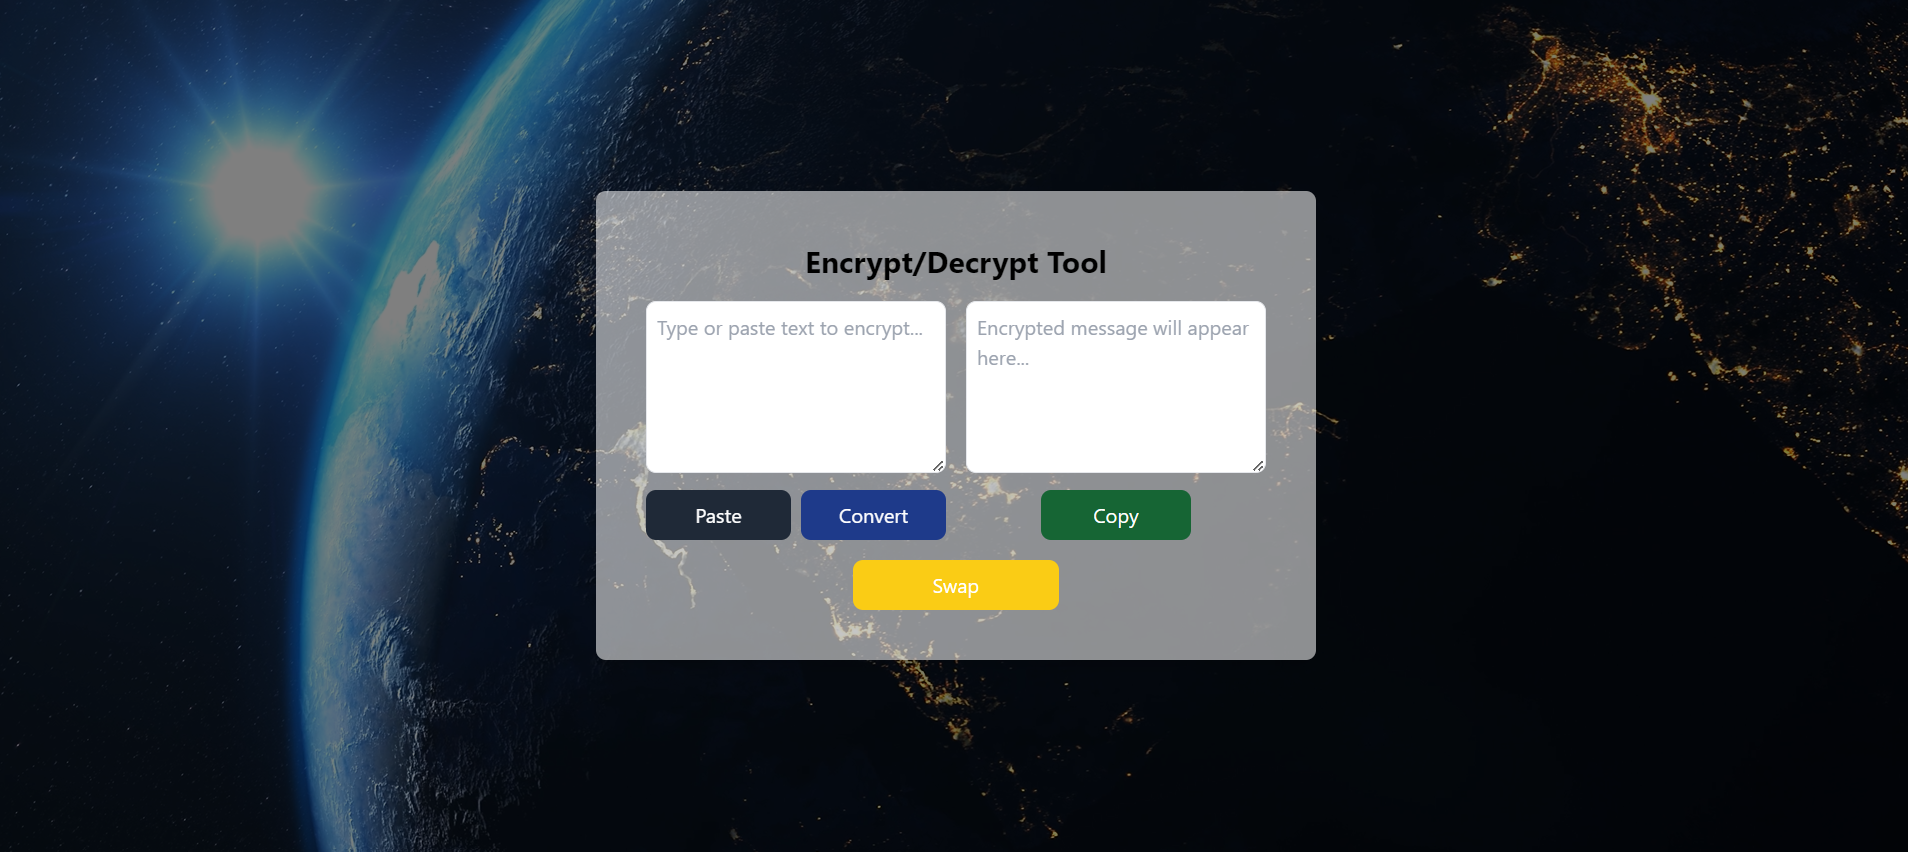 Encrypt/Decrypt Tool
Type or paste text to encrypt...
Encrypted message will appear
here...
Paste
Convert
Copy
Swap